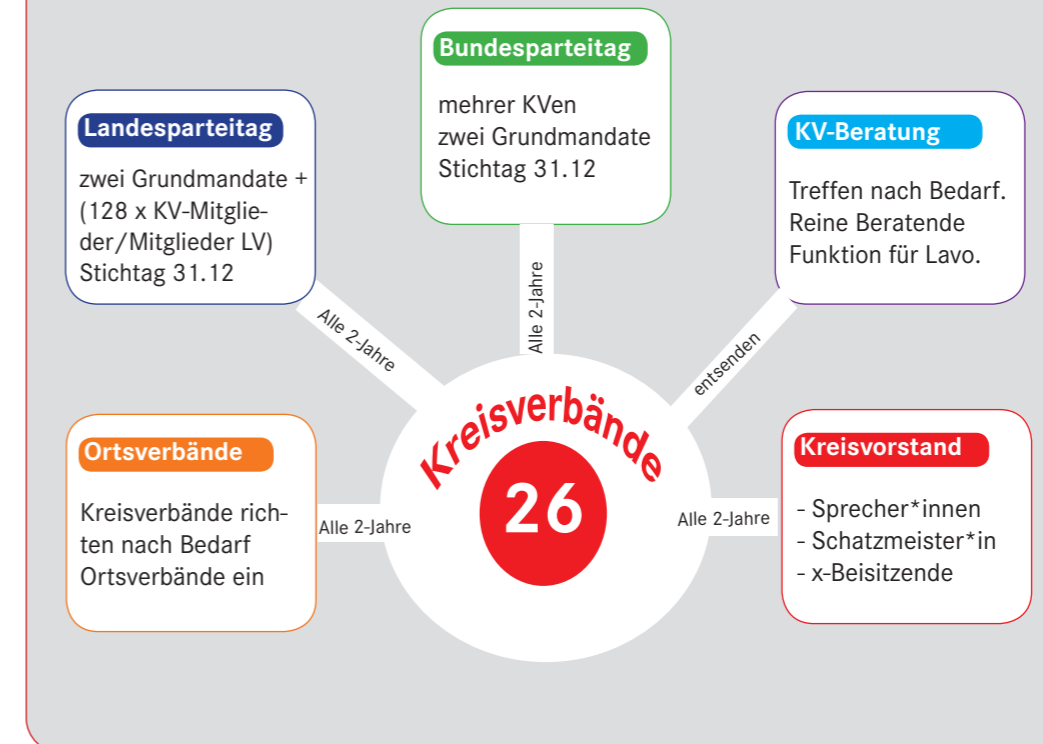 Bundesparteitag
mehrer KVen
zwei Grundmandate
Stichtag 31.12
Landesparteitag
zwei Grundmandate +
(128 x KV-Mitglie-
der/Mitglieder LV)
Stichtag 31.12
KV-Beratung
Treffen nach Bedarf.
Reine Beratende
Funktion für Lavo.
Alle 2-Jahre
Alle 2-Jahre
entsenden
Kreisverbände
26
Ortsverbände
Kreisverbände rich-
ten nach Bedarf
Ortsverbände ein
Alle 2-Jahre
Alle 2-Jahre
Kreisvorstand
- Sprecher*innen
- Schatzmeister*in
- x-Beisitzende